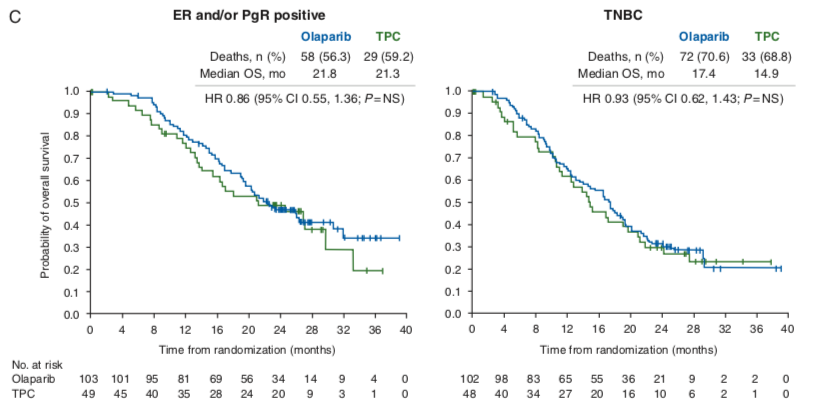 C
ER and/or PgR positive
Olaparib TPC
Deaths, n (%) 58 (56.3) 29 (59.2)
Median OS, mo 21.8 21.3
HR 0.86 (95% CI 0.55, 1.36; P=NS)
Probability of overall survival
1.0
0.9
0.8
0.7
0.6
0.5
0.4
0.3
0.2
0.1
0.0
0 4 8 12 16 20 24 28 32 36 40
Time from randomization (months)
TNBC
Olaparib TPC
Deaths, n (%) 72 (70.6) 33 (68.8)
Median OS, mo 17.4 14.9
HR 0.93 (95% CI 0.62, 1.43; P=NS)
1.0
0.9
0.8
0.7
0.6
0.5
0.4
0.3
0.2
0.1
0.0
0 4 8 12 16 20 24 28 32 36 40
Time from randomization (months)
No. at risk
Olaparib 103 101 95 81 69 56 34 14 9 4 0
TPC 49 45 40 35 28 24 20 9 3 1 0
102 98 83 65 55 36 21 9 2 2 0
48 40 34 27 20 16 10 6 2 1 0